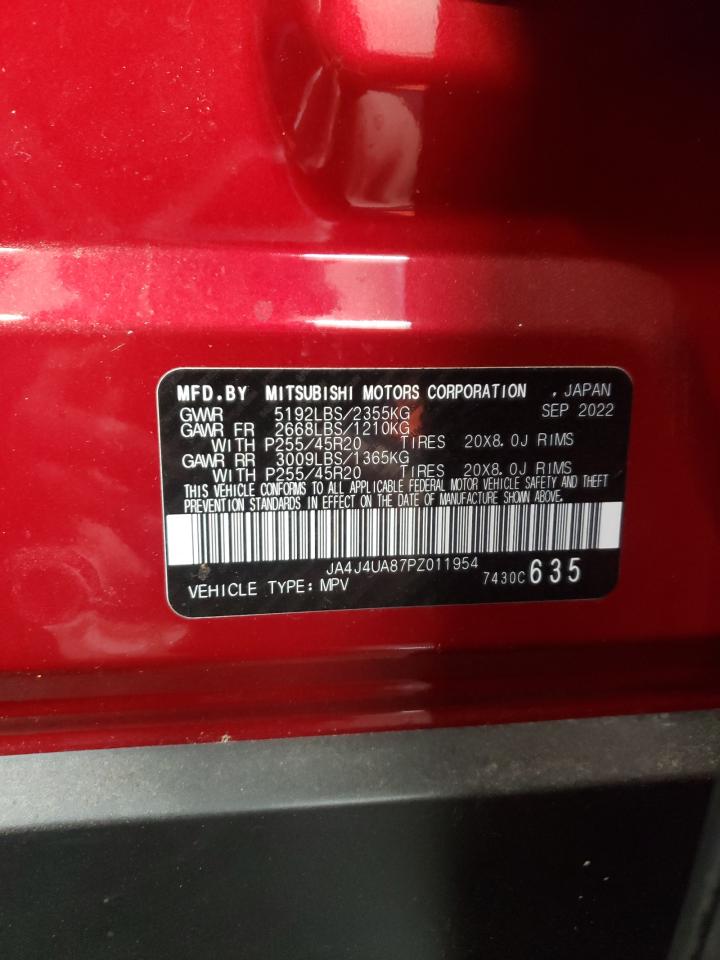 MFD.BY MITSUBISHI MOTORS CORPORATION , JAPAN
GVWR 5192LBS/2355KG SEP 2022
GAWR FR 2668LBS/1210KG
WITH P255/45R20 TIRES 20X8.0J RIMS
GAWR RR 3009LBS/1365KG
WITH P255/45R20 TIRES 20X8.0J RIMS
THIS VEHICLE CONFORMS TO ALL APPLICABLE FEDERAL MOTOR VEHICLE SAFETY AND THEFT
PREVENTION STANDARDS IN EFFECT ON THE DATE OF MANUFACTURE SHOWN ABOVE.
JA4J4UA87PZ011954
VEHICLE TYPE: MPV 7430C635